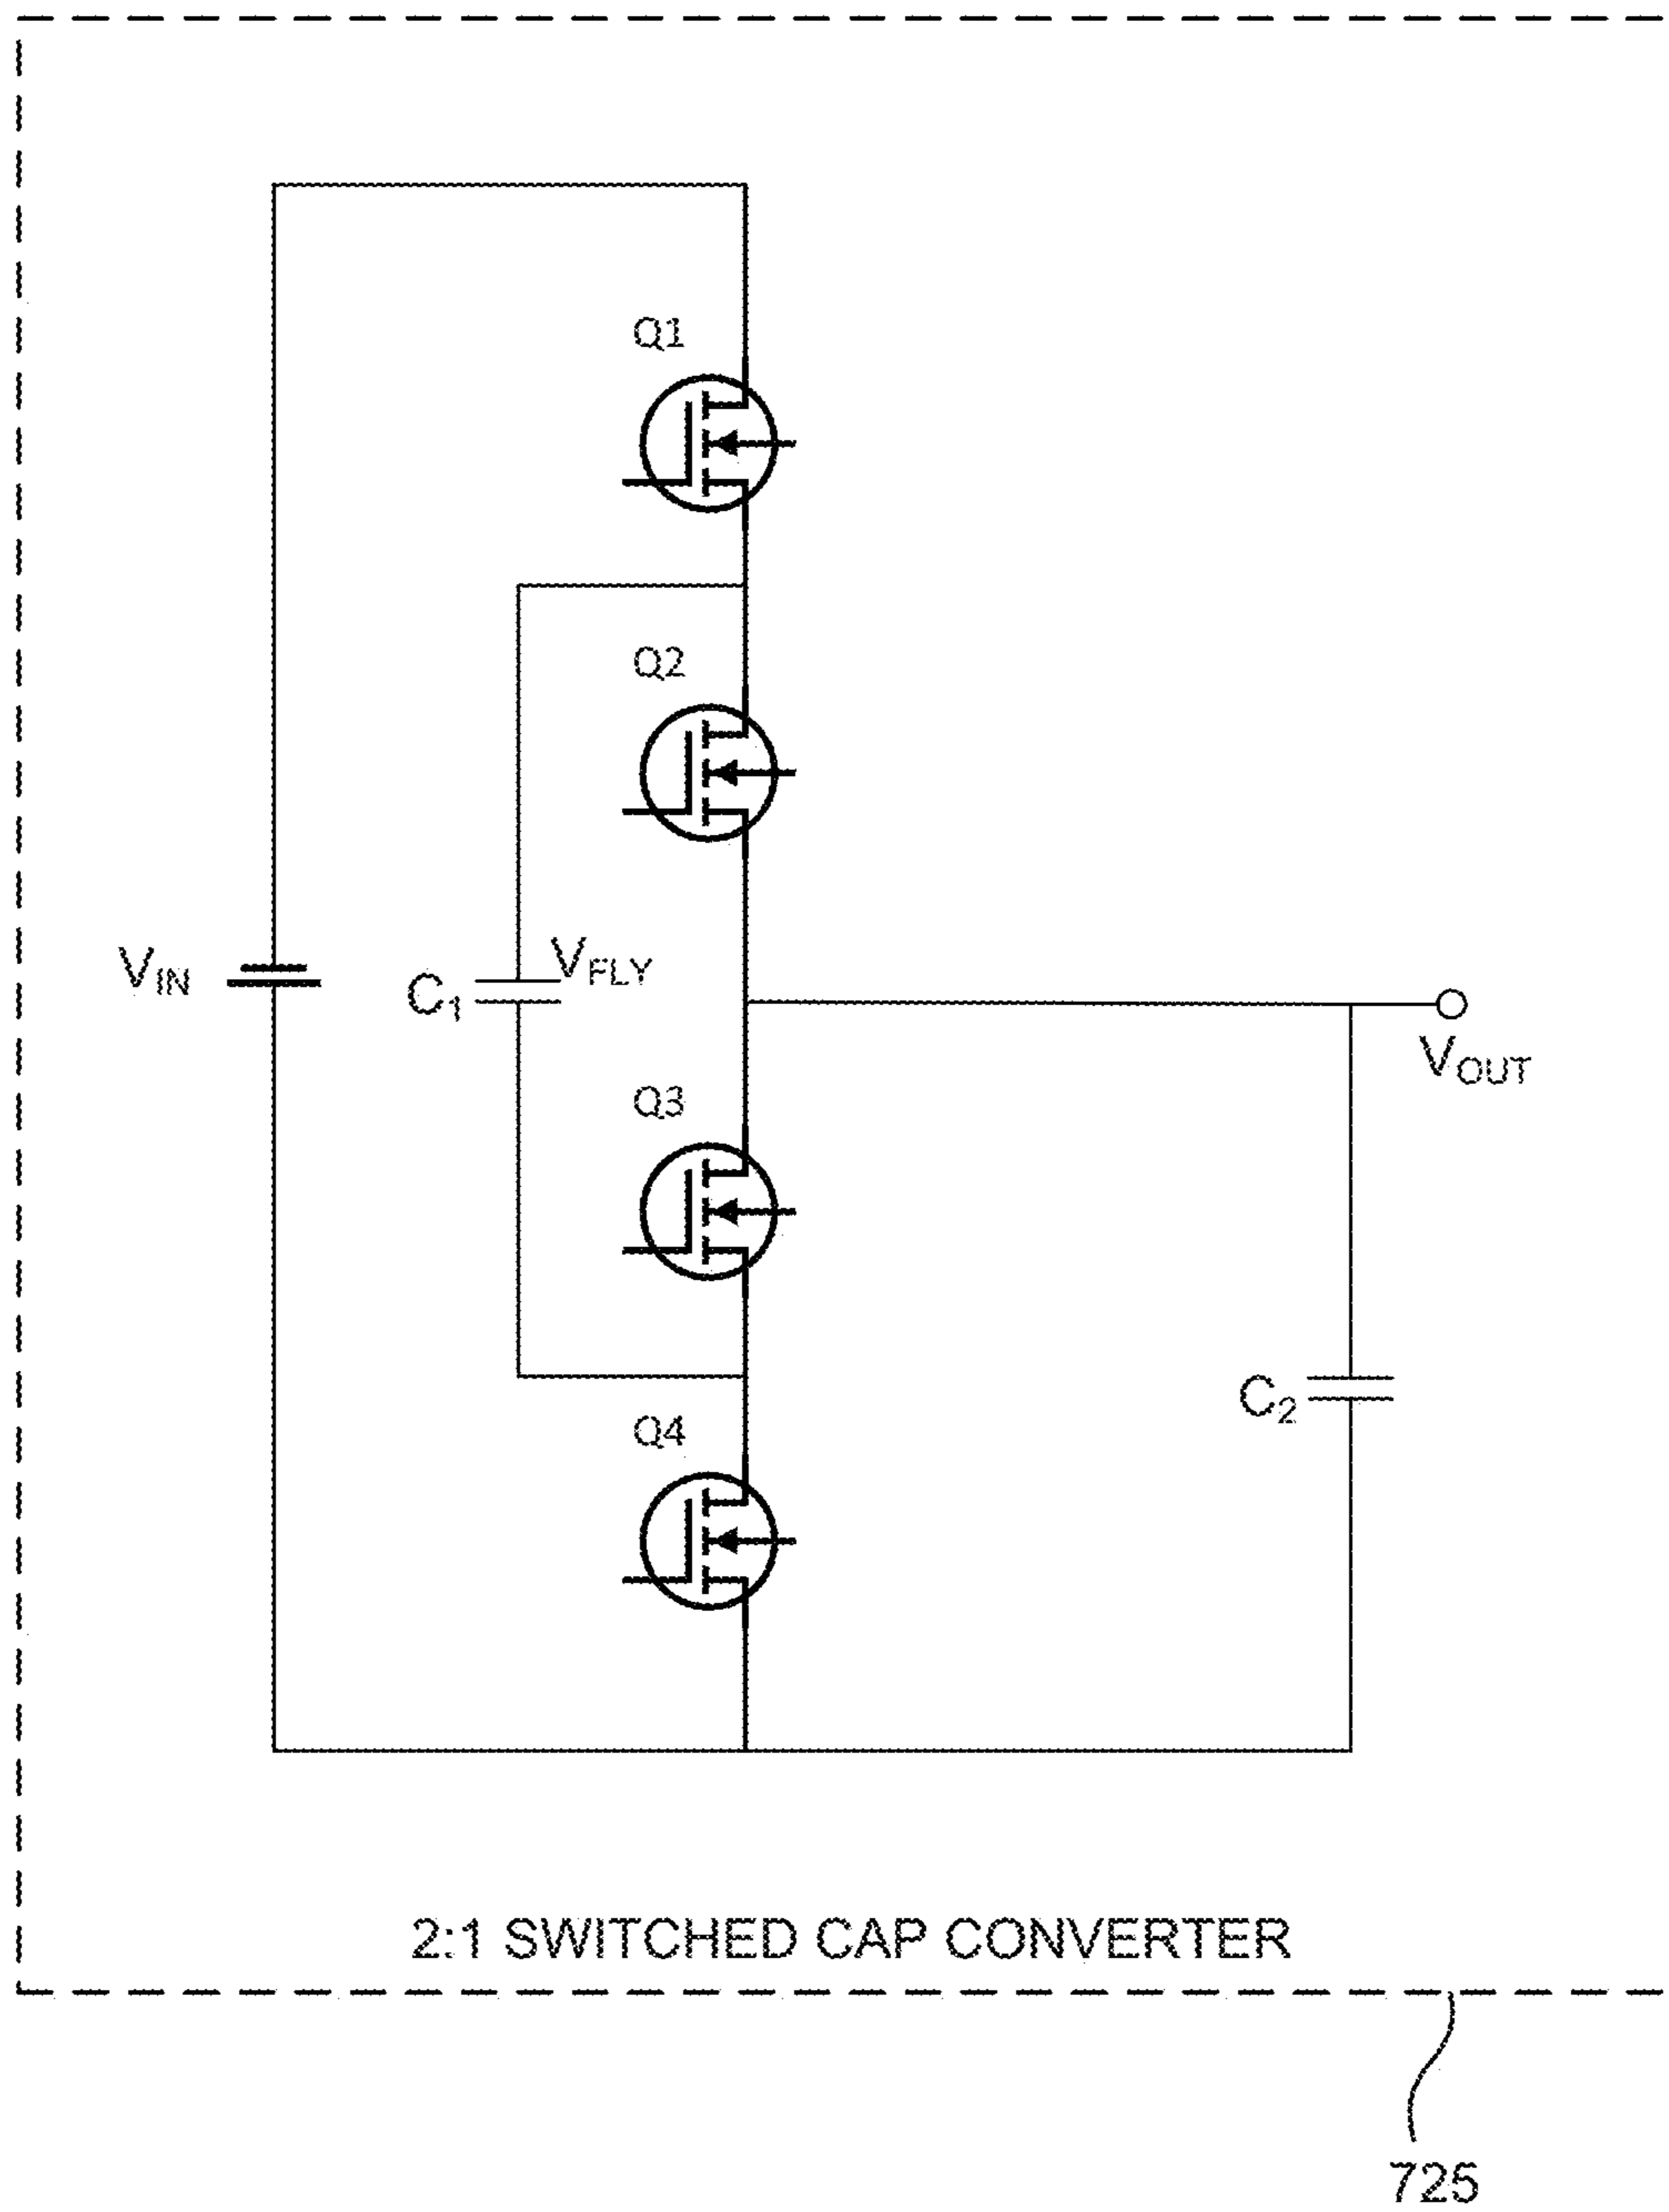 Q1
Q2
VIN
C1
VFLY
VOUT
Q3
C2
Q4
2:1 SWITCHED CAP CONVERTER
725